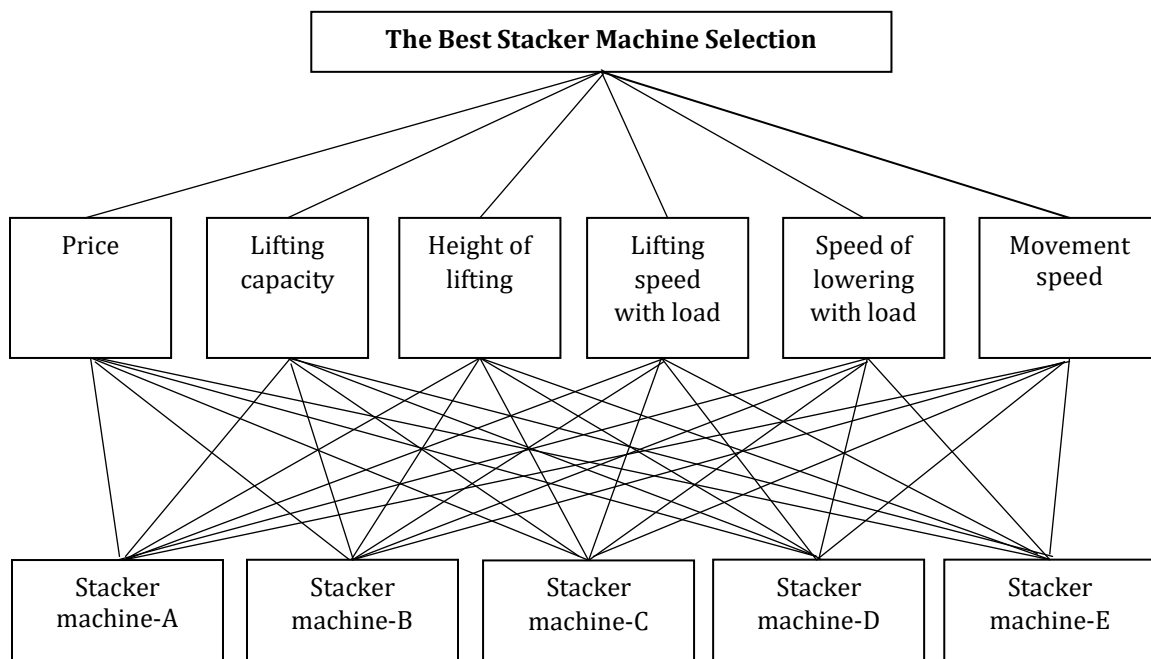 The Best Stacker Machine Selection
Price
Lifting
capacity
Height of
lifting
Lifting
speed
with load
Speed of
lowering
with load
Movement
speed
Stacker
machine-A
Stacker
machine-B
Stacker
machine-C
Stacker
machine-D
Stacker
machine-E